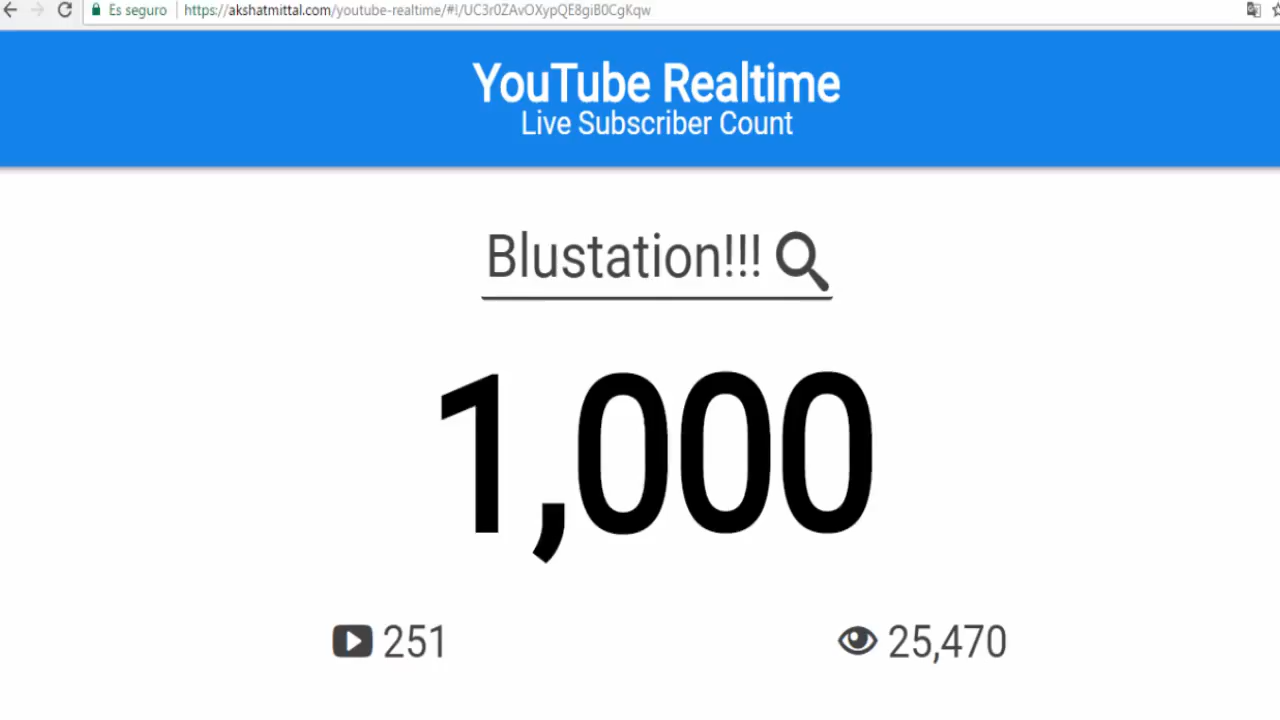 Es seguro https://akshatmittal.com/youtube-realtime/#!/UC3r0ZAvOXypQE8giB0CgKqw
YouTube Realtime
Live Subscriber Count
Blustation!!!
1,000
251 25,470